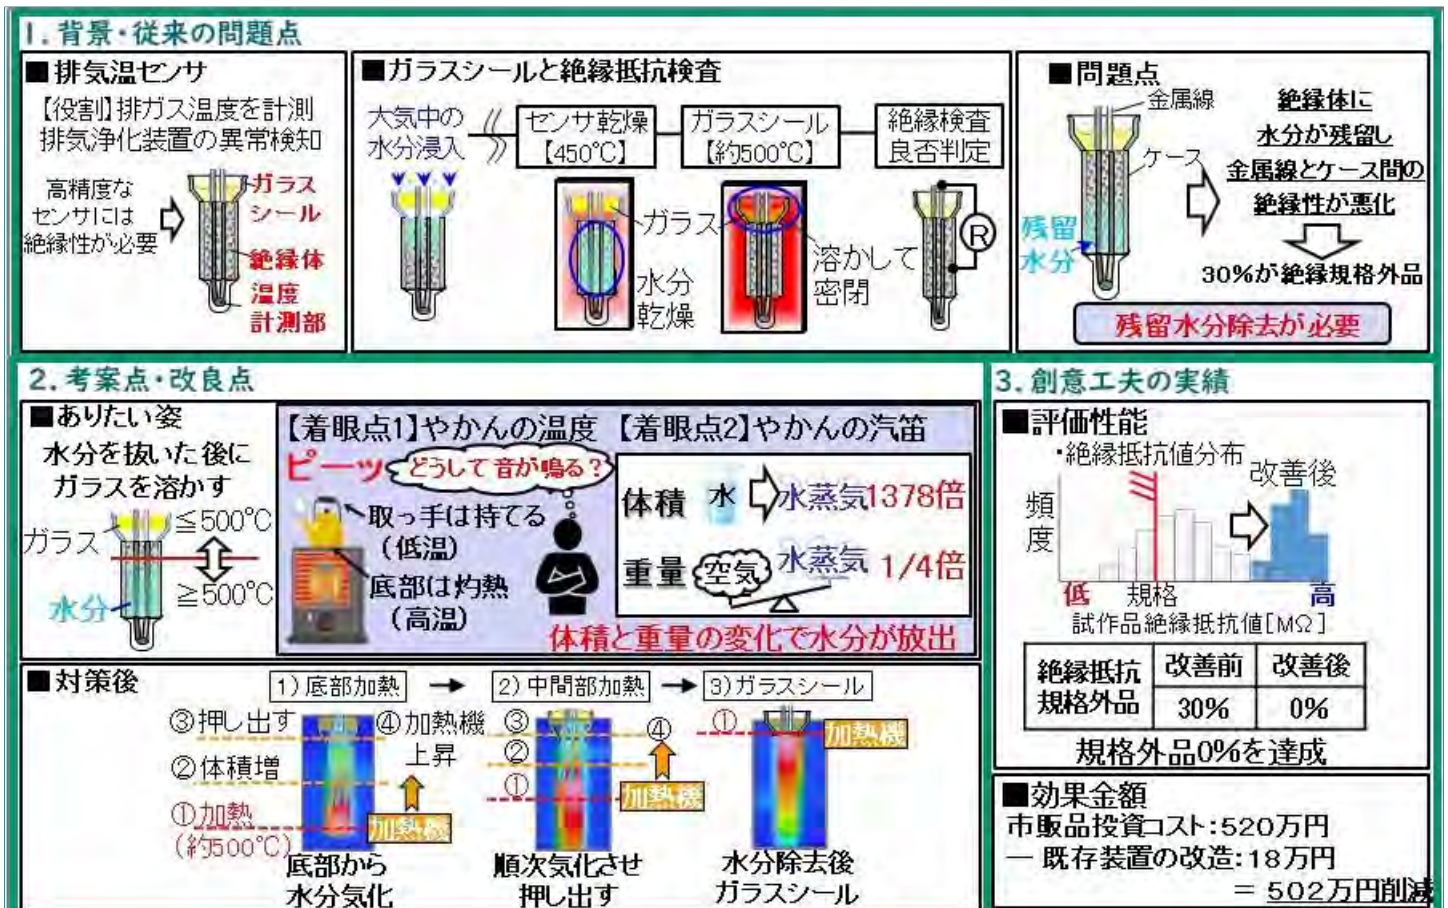 1. 背景・従来の問題点
■排気温センサ
【役割】排ガス温度を計測
排気浄化装置の異常検知
高精度な
センサには
絶縁性が必要
ガラス
シール
絶縁体
温度
計測部
■ガラスシールと絶縁抵抗検査
大気中の
水分浸入
センサ乾燥
【450℃】
ガラスシール
【約500℃】
絶縁検査
良否判定
ガラス
水分
乾燥
溶かして
密閉
R
■問題点
金属線
ケース
残留
水分
絶縁体に
水分が残留し
金属線とケース間の
絶縁性が悪化
30%が絶縁規格外品
残留水分除去が必要
2. 考案点・改良点
■ありたい姿
水分を抜いた後に
ガラスを溶かす
ガラス
≦500℃
≧500℃
水分
【着眼点1】やかんの温度
ピーッ
どうして音が鳴る?
取っ手は持てる
(低温)
底部は灼熱
(高温)
【着眼点2】やかんの汽笛
体積 水 水蒸気1378倍
重量 空気 水蒸気 1/4倍
体積と重量の変化で水分が放出
■対策後
1)底部加熱
2)中間部加熱
3)ガラスシール
③押し出す
②体積増
①加熱
(約500℃)
④加熱機
上昇
加熱機
底部から
水分気化
③
②
①
④
加熱機
順次気化させ
押し出す
①
加熱機
水分除去後
ガラスシール
3. 創意工夫の実績
■評価性能
・絶縁抵抗値分布
改善後
頻度
低 規格 高
試作品絶縁抵抗値[MΩ]
絶縁抵抗
規格外品
改善前 改善後
30% 0%
規格外品0%を達成
■効果金額
市販品投資コスト:520万円
― 既存装置の改造:18万円
= 502万円削減